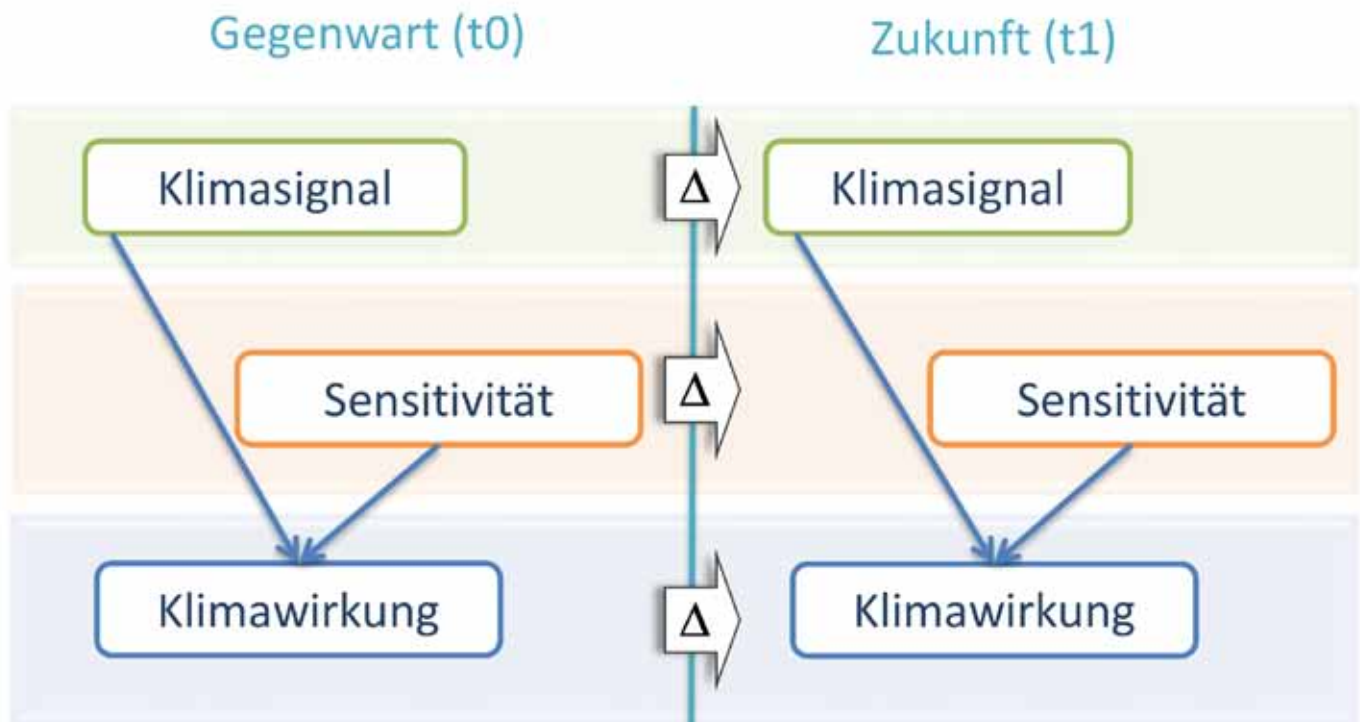 Gegenwart (t0)
Zukunft (t1)
Klimasignal
Δ
Klimasignal
Sensitivität
Δ
Sensitivität
Klimawirkung
Δ
Klimawirkung